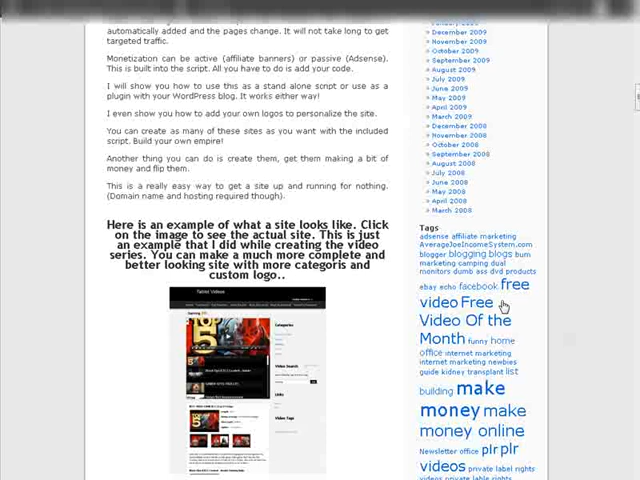 automatically added and the pages change. It will not take long to get
targeted traffic.
Monetization can be active (affiliate banners) or passive (Adsense).
This is built into the script. All you have to do is add your code.
I will show you how to use this as a stand alone script or use as a
plugin with your WordPress blog. It works either way!
I even show you how to add your own logos to personalize the site.
You can create as many of these sites as you want with the included
script. Build your own empire!
Another thing you can do is create them, get them making a bit of
money and flip them.
This is a really easy way to get a site up and running for nothing.
(Domain name and hosting required though).
Here is an example of what a site looks like. Click
on the image to see the actual site. This is just
an example that I did while creating the video
series. You can make a much more complete and
better looking site with more categoris and
custom logo..
TOP
5
Categories
Video Search
Links
Video Tags
» December 2009
» November 2009
» October 2009
» September 2009
» August 2009
» July 2009
» June 2009
» May 2009
» April 2009
» March 2009
» December 2008
» November 2008
» October 2008
» September 2008
» August 2008
» July 2008
» June 2008
» May 2008
» April 2008
» March 2008
Tags
adsense affiliate marketing
AverageJoeIncomeSystem.com
blogger blogging blogs bum
marketing camping dual
monitors dumb ass dvd products
ebay echo facebook free
video Free
Video Of the
Month funny home
office internet marketing
internet marketing newbies
guide kidney transplant list
building make
money make
money online
Newsletter office plr plr
videos private label rights
videos private lable rights